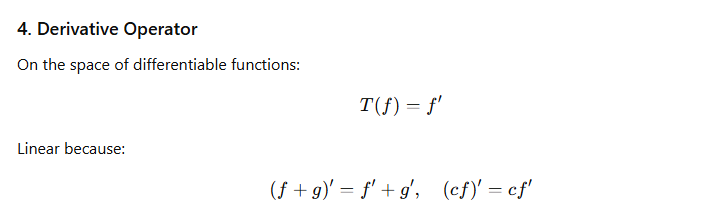 4. Derivative Operator
On the space of differentiable functions:
T(f) = f′
Linear because:
(f + g)′ = f′ + g′, (cf)′ = cf′